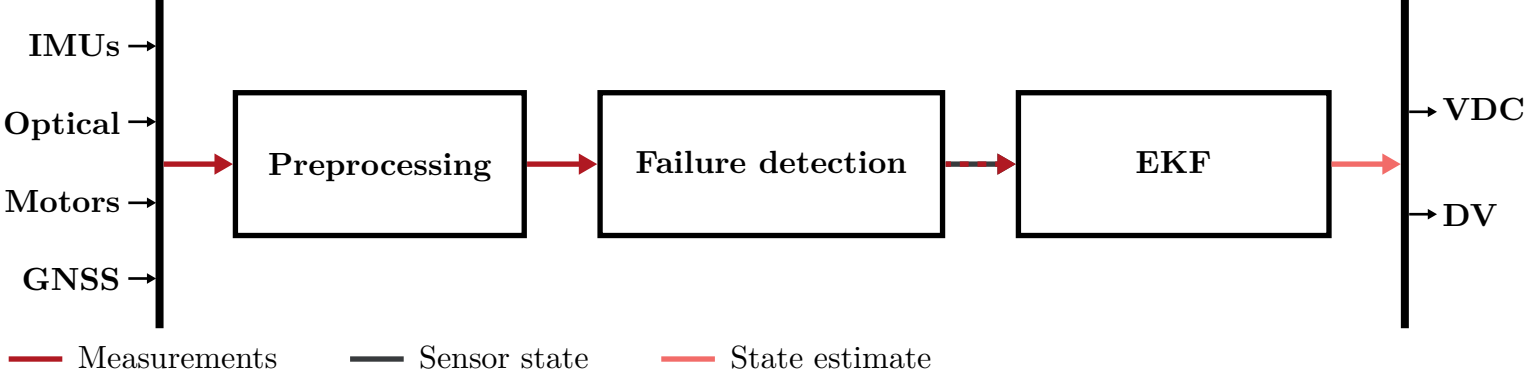 IMUs
Optical
Motors
GNSS
Preprocessing
Failure detection
EKF
VDC
DV
Measurements
Sensor state
State estimate